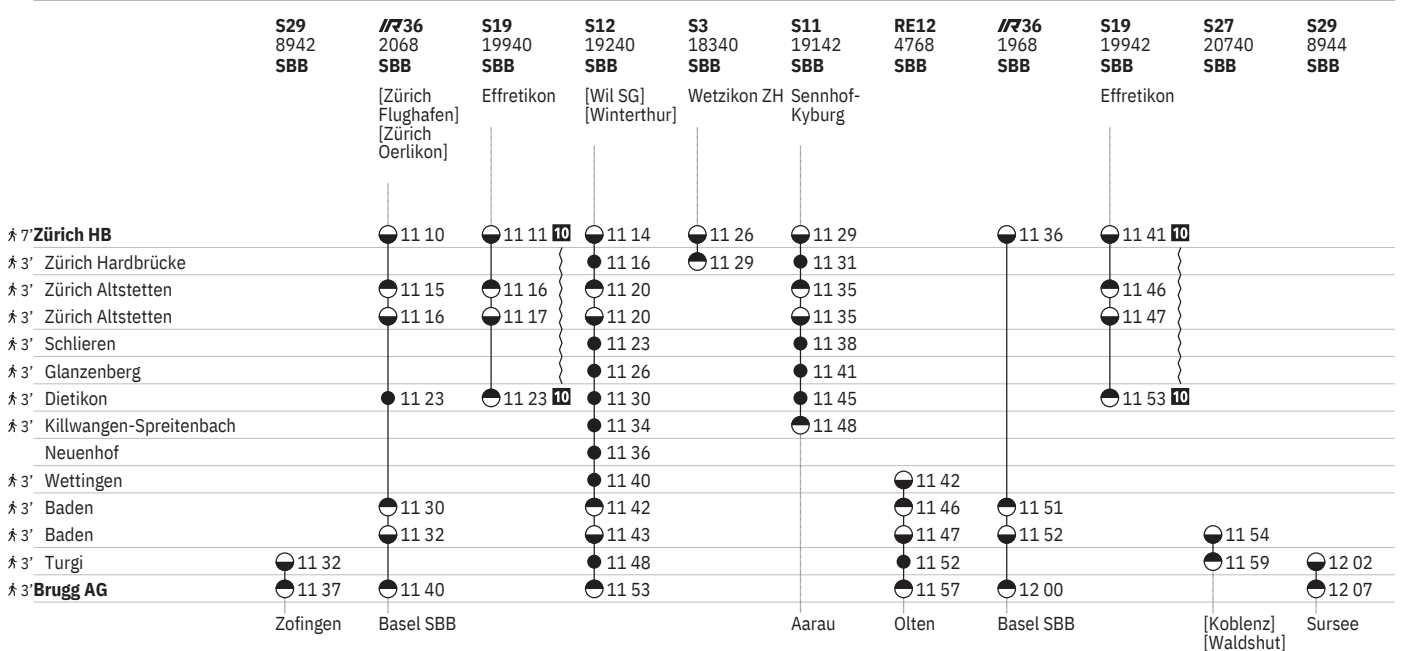 S29 IR36 S19 S12 S3 S11 RE12 IR36 S19 S27 S29
8942 2068 19940 19240 18340 19142 4768 1968 19942 20740 8944
SBB SBB SBB SBB SBB SBB SBB SBB SBB SBB SBB
[Zürich Effretikon [Wil SG] Wetzikon ZH Sennhof- Effretikon
Flughafen] [Winterthur] Kyburg
[Zürich
Oerlikon]
7’ Zürich HB 11 10 11 11 10 11 14 11 26 11 29 11 36 11 41 10
3’ Zürich Hardbrücke 11 16 11 29 11 31
3’ Zürich Altstetten 11 15 11 16 11 20 11 35 11 46
3’ Zürich Altstetten 11 16 11 17 11 20 11 35 11 47
3’ Schlieren 11 23 11 38
3’ Glanzenberg 11 26 11 41
3’ Dietikon 11 23 11 23 10 11 30 11 45 11 53 10
3’ Killwangen-Spreitenbach 11 34 11 48
Neuenhof 11 36
3’ Wettingen 11 40 11 42
3’ Baden 11 30 11 42 11 46 11 51
3’ Baden 11 32 11 43 11 47 11 52 11 54
3’ Turgi 11 32 11 48 11 52 11 59 12 02
3’ Brugg AG 11 37 11 40 11 53 11 57 12 00 12 07
Zofingen Basel SBB Aarau Olten Basel SBB [Koblenz] Sursee
[Waldshut]